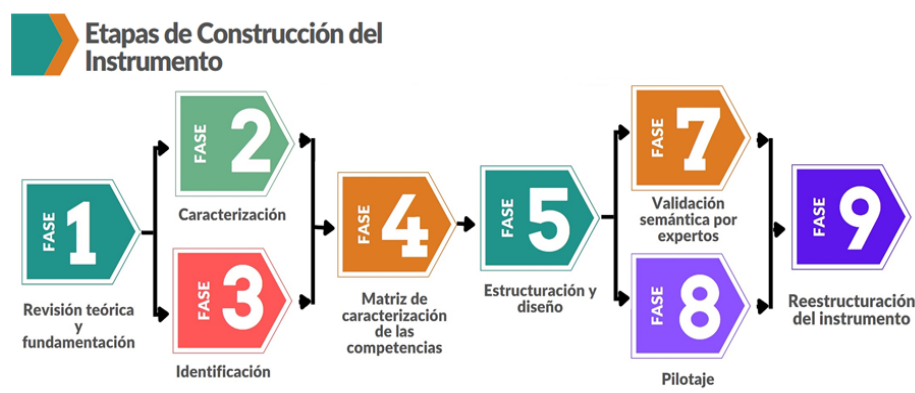 Etapas de Construcción del
Instrumento
FASE 1
Revisión teórica
y
fundamentación
FASE 2
Caracterización
FASE 3
Identificación
FASE 4
Matriz de
caracterización
de las
competencias
FASE 5
Estructuración y
diseño
FASE 7
Validación
semántica por
expertos
FASE 8
Pilotaje
FASE 9
Reestructuración
del instrumento